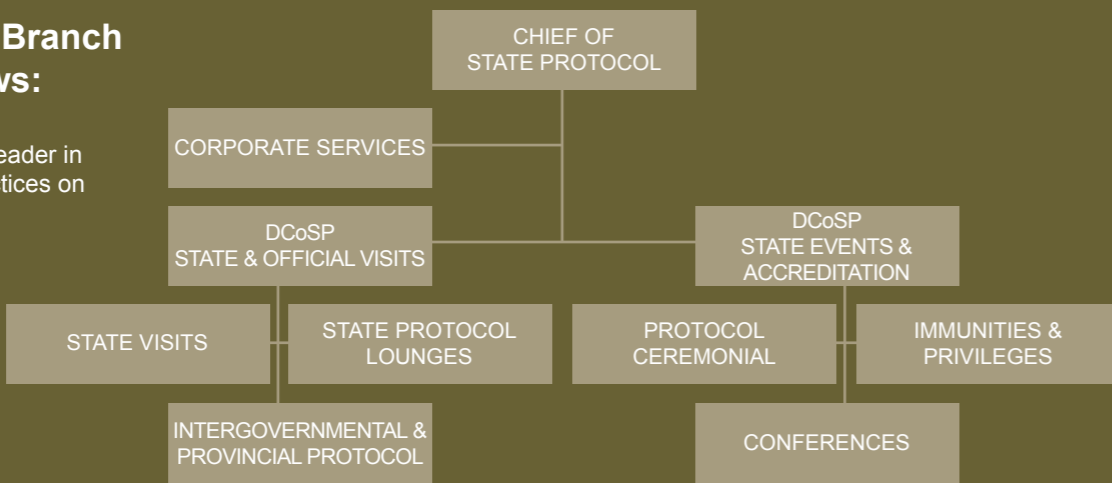 Branch
ws:
eader in
tices on
CHIEF OF
STATE PROTOCOL
CORPORATE SERVICES
DCoSP
STATE & OFFICIAL VISITS
DCoSP
STATE EVENTS &
ACCREDITATION
STATE VISITS
STATE PROTOCOL
LOUNGES
PROTOCOL
CEREMONIAL
IMMUNITIES &
PRIVILEGES
INTERGOVERNMENTAL &
PROVINCIAL PROTOCOL
CONFERENCES